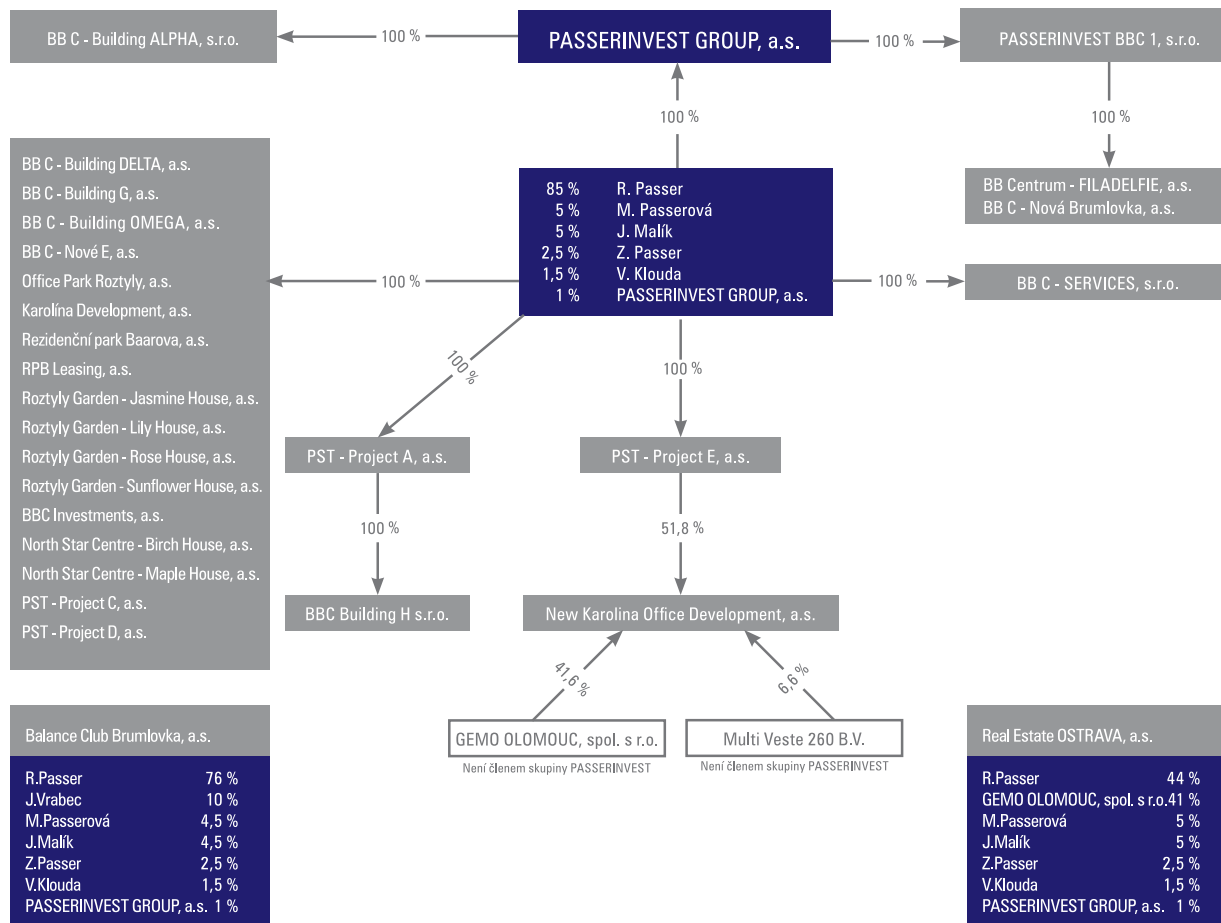 BB C - Building ALPHA, s.r.o.
100 %
PASSERINVEST GROUP, a.s.
100 %
PASSERINVEST BBC 1, s.r.o.
100 %
100 %
BB C - Building DELTA, a.s.
BB C - Building G, a.s.
BB C - Building OMEGA, a.s.
BB C - Nové E, a.s.
Office Park Roztyly, a.s.
Karolína Development, a.s.
Rezidenční park Baarova, a.s.
RPB Leasing, a.s.
Roztyly Garden - Jasmine House, a.s.
Roztyly Garden - Lily House, a.s.
Roztyly Garden - Rose House, a.s.
Roztyly Garden - Sunflower House, a.s.
BBC Investments, a.s.
North Star Centre - Birch House, a.s.
North Star Centre - Maple House, a.s.
PST - Project C, a.s.
PST - Project D, a.s.
100 %
85 % R. Passer
5 % M. Passerová
5 % J. Malík
2,5 % Z. Passer
1,5 % V. Klouda
1 % PASSERINVEST GROUP, a.s.
BB Centrum - FILADELFIE, a.s.
BB C - Nová Brumlovka, a.s.
100 %
BB C - SERVICES, s.r.o.
100 %
100 %
PST - Project A, a.s.
PST - Project E, a.s.
100 %
51,8 %
BBC Building H s.r.o.
New Karolina Office Development, a.s.
41,6 %
6,6 %
GEMO OLOMOUC, spol. s r.o.
Není členem skupiny PASSERINVEST
Multi Veste 260 B.V.
Není členem skupiny PASSERINVEST
Balance Club Brumlovka, a.s.
R.Passer 76 %
J.Vrabec 10 %
M.Passerová 4,5 %
J.Malík 4,5 %
Z.Passer 2,5 %
V.Klouda 1,5 %
PASSERINVEST GROUP, a.s. 1 %
Real Estate OSTRAVA, a.s.
R.Passer 44 %
GEMO OLOMOUC, spol. s r.o.41 %
M.Passerová 5 %
J.Malík 5 %
Z.Passer 2,5 %
V.Klouda 1,5 %
PASSERINVEST GROUP, a.s. 1 %